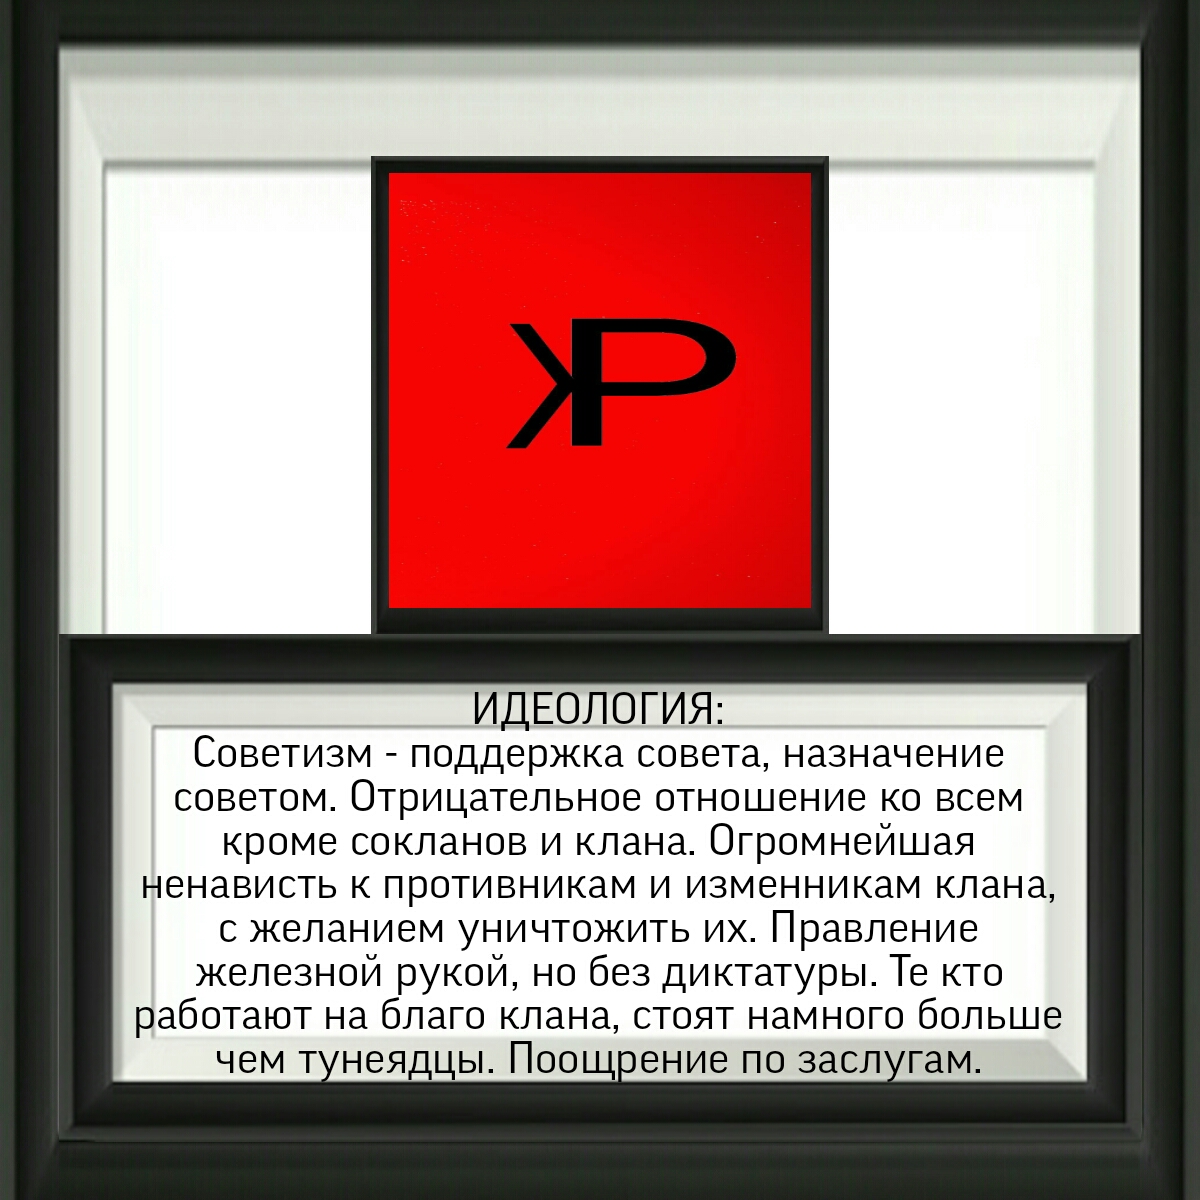 КР
ИДЕОЛОГИЯ:
Советизм - поддержка совета, назначение
советом. Отрицательное отношение ко всем
кроме сокланов и клана. Огромнейшая
ненависть к противникам и изменникам клана,
с желанием уничтожить их. Правление
железной рукой, но без диктатуры. Те кто
работают на благо клана, стоят намного больше
чем тунеядцы. Поощрение по заслугам.